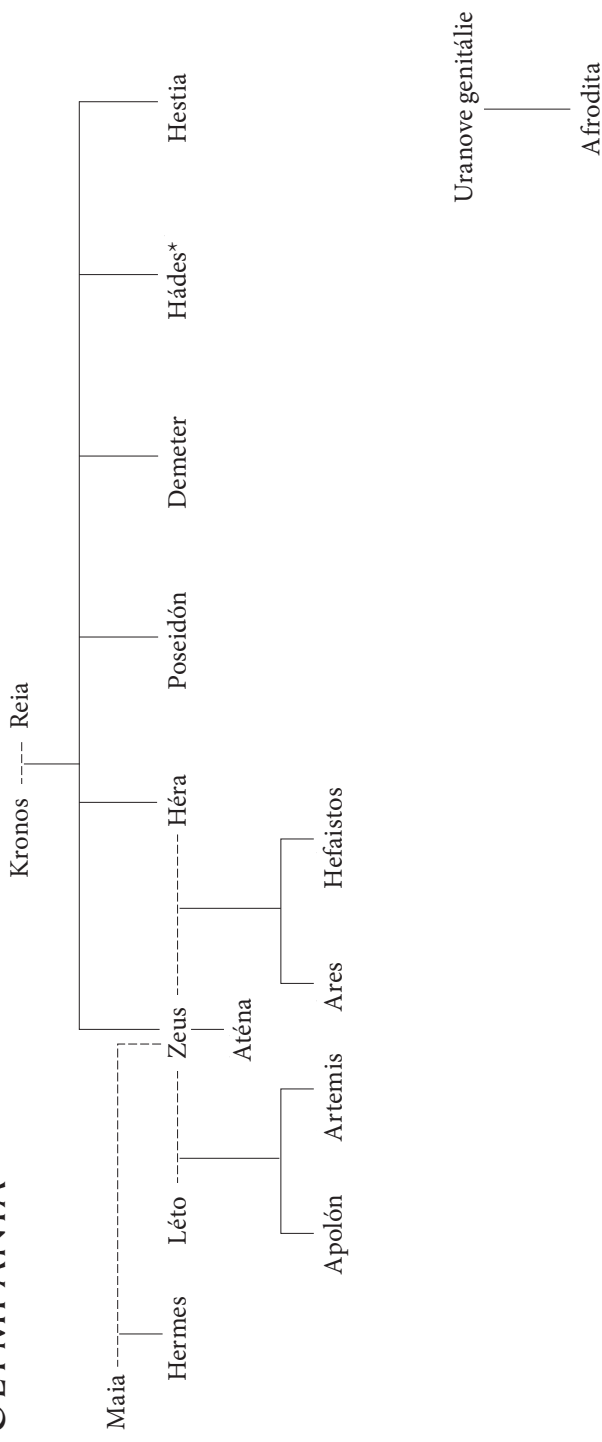 Kronos Reia
Maia
Hermes Léto Zeus Héra Poseidón Demeter Hádes* Hestia
Aténa
Apolón Artemis Ares Hefaistos
Uranove genitálie
Afrodita